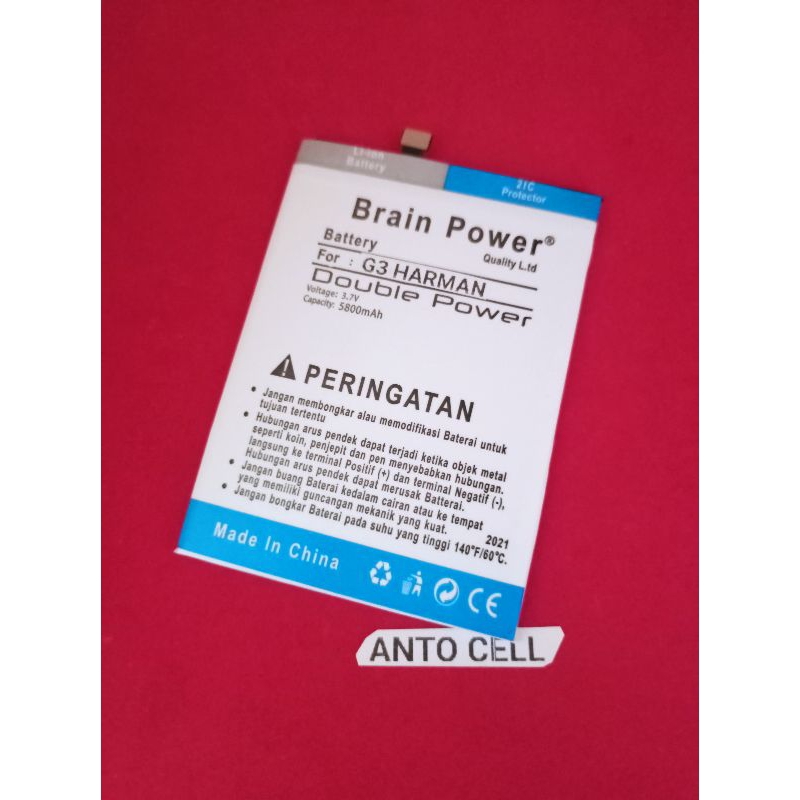 Li-Ion
Battery
2IC
Protector
Brain Power®
Quality L.td
Battery
For : G3 HARMAN
Double Power
Voltage: 3.7V
Capacity: 5800mAh
PERINGATAN
• Jangan membongkar alau memodifikasi Baterai untuk
tujuan tertentu
• Hubungan arus pendek dapat terjadi ketika objek metal
seperti koin, penjepit dan pen menyebabkan hubungan.
langsung ke terminal Positif (+) dan terminal Negatif (-),
Hubungan arus pendek dapat merusak Baterai.
• Jangan buang Baterai kedalam cairan atau ke tempat
yang memiliki guncangan mekanik yang kuat.
• Jangan bongkar Baterai pada suhu yang tinggi 140°F/60°C.
2021
Made In China
CE
ANTO CELL